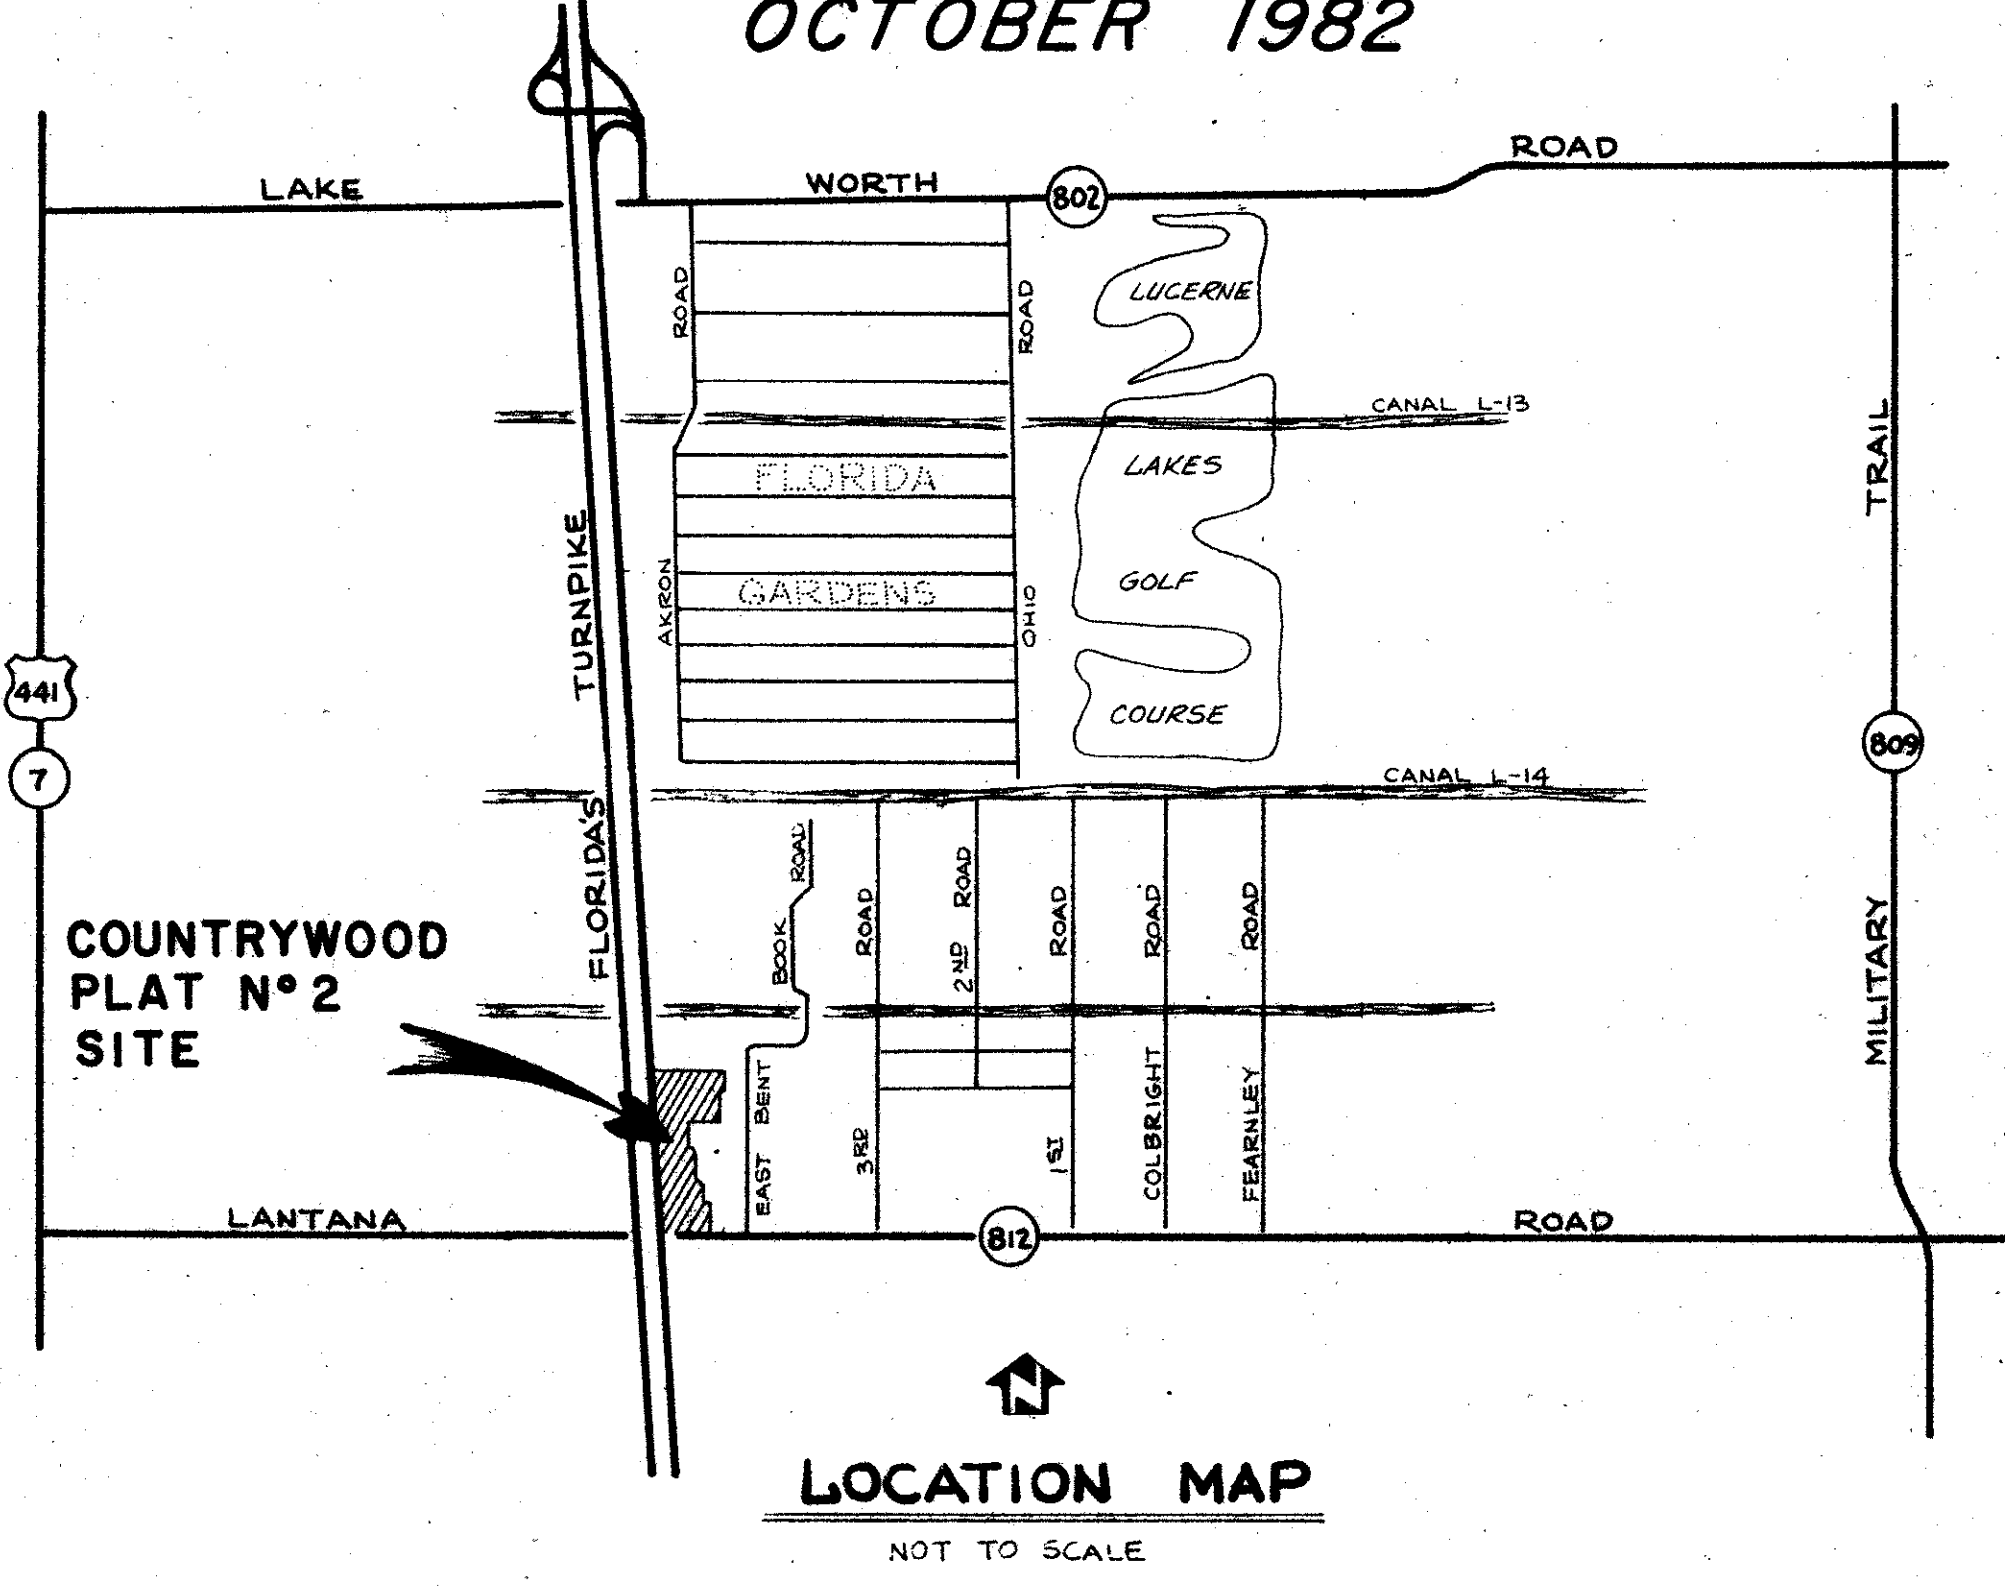 OCTOBER 1982
LAKE WORTH 802 ROAD
AKRON ROAD
OHIO ROAD
LUCERNE
LAKES
GOLF
COURSE
CANAL L-13
FLORIDA
GARDENS
FLORIDA'S TURNPIKE
MILITARY TRAIL
441
7
809
CANAL L-14
COUNTRYWOOD
PLAT Nº 2
SITE
BOOK ROAD
EAST BENT
3RD ROAD
2ND ROAD
1ST ROAD
COLBRIGHT ROAD
FEARNLEY ROAD
LANTANA 812 ROAD
N
LOCATION MAP
NOT TO SCALE